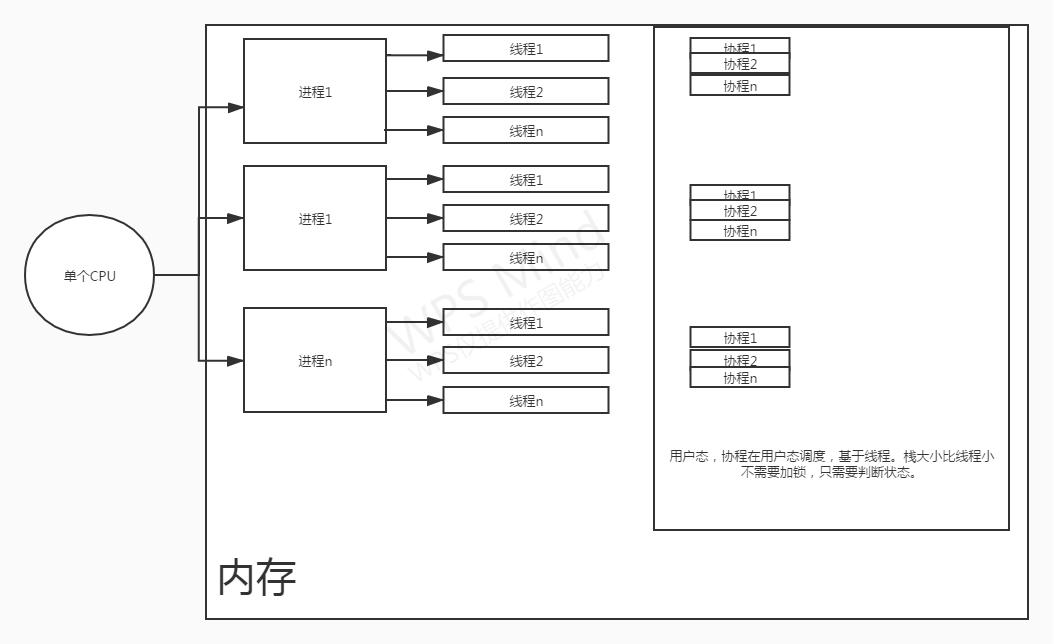 单个CPU
进程1
线程1
线程2
线程n
进程1
线程1
线程2
线程n
进程n
线程1
线程2
线程n
协程1
协程2
协程n
协程1
协程2
协程n
协程1
协程2
协程n
用户态，协程在用户态调度，基于线程。栈大小比线程小
不需要加锁，只需要判断状态。
内存
WPS Mind
WPS仅提供作图能力